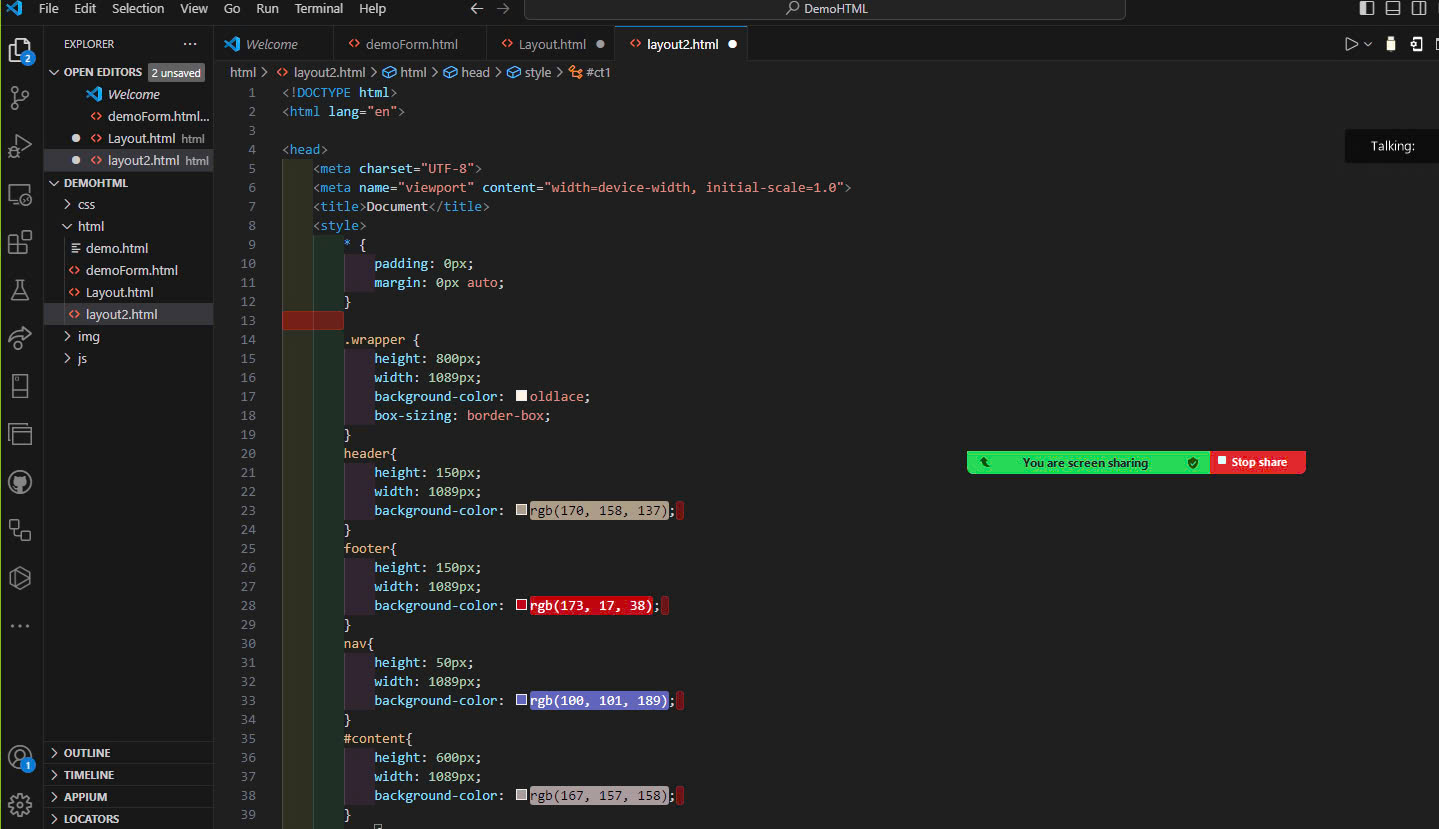 File Edit Selection View Go Run Terminal Help
DemoHTML
EXPLORER
Welcome
demoForm.html
Layout.html
layout2.html
OPEN EDITORS 2 unsaved
Welcome
demoForm.html...
Layout.html html
layout2.html html
DEMOHTML
css
html
demo.html
demoForm.html
Layout.html
layout2.html
img
js
OUTLINE
TIMELINE
APPIUM
LOCATORS
2
1
html > layout2.html > html > head > style > #ct1
1 <!DOCTYPE html>
2 <html lang="en">
3
4 <head>
5 <meta charset="UTF-8">
6 <meta name="viewport" content="width=device-width, initial-scale=1.0">
7 <title>Document</title>
8 <style>
9 * {
10 padding: 0px;
11 margin: 0px auto;
12 }
13
14 .wrapper {
15 height: 800px;
16 width: 1089px;
17 background-color: oldlace;
18 box-sizing: border-box;
19 }
20 header{
21 height: 150px;
22 width: 1089px;
23 background-color: rgb(170, 158, 137);
24 }
25 footer{
26 height: 150px;
27 width: 1089px;
28 background-color: rgb(173, 17, 38);
29 }
30 nav{
31 height: 50px;
32 width: 1089px;
33 background-color: rgb(100, 101, 189);
34 }
35 #content{
36 height: 600px;
37 width: 1089px;
38 background-color: rgb(167, 157, 158);
39 }
Talking:
You are screen sharing
Stop share